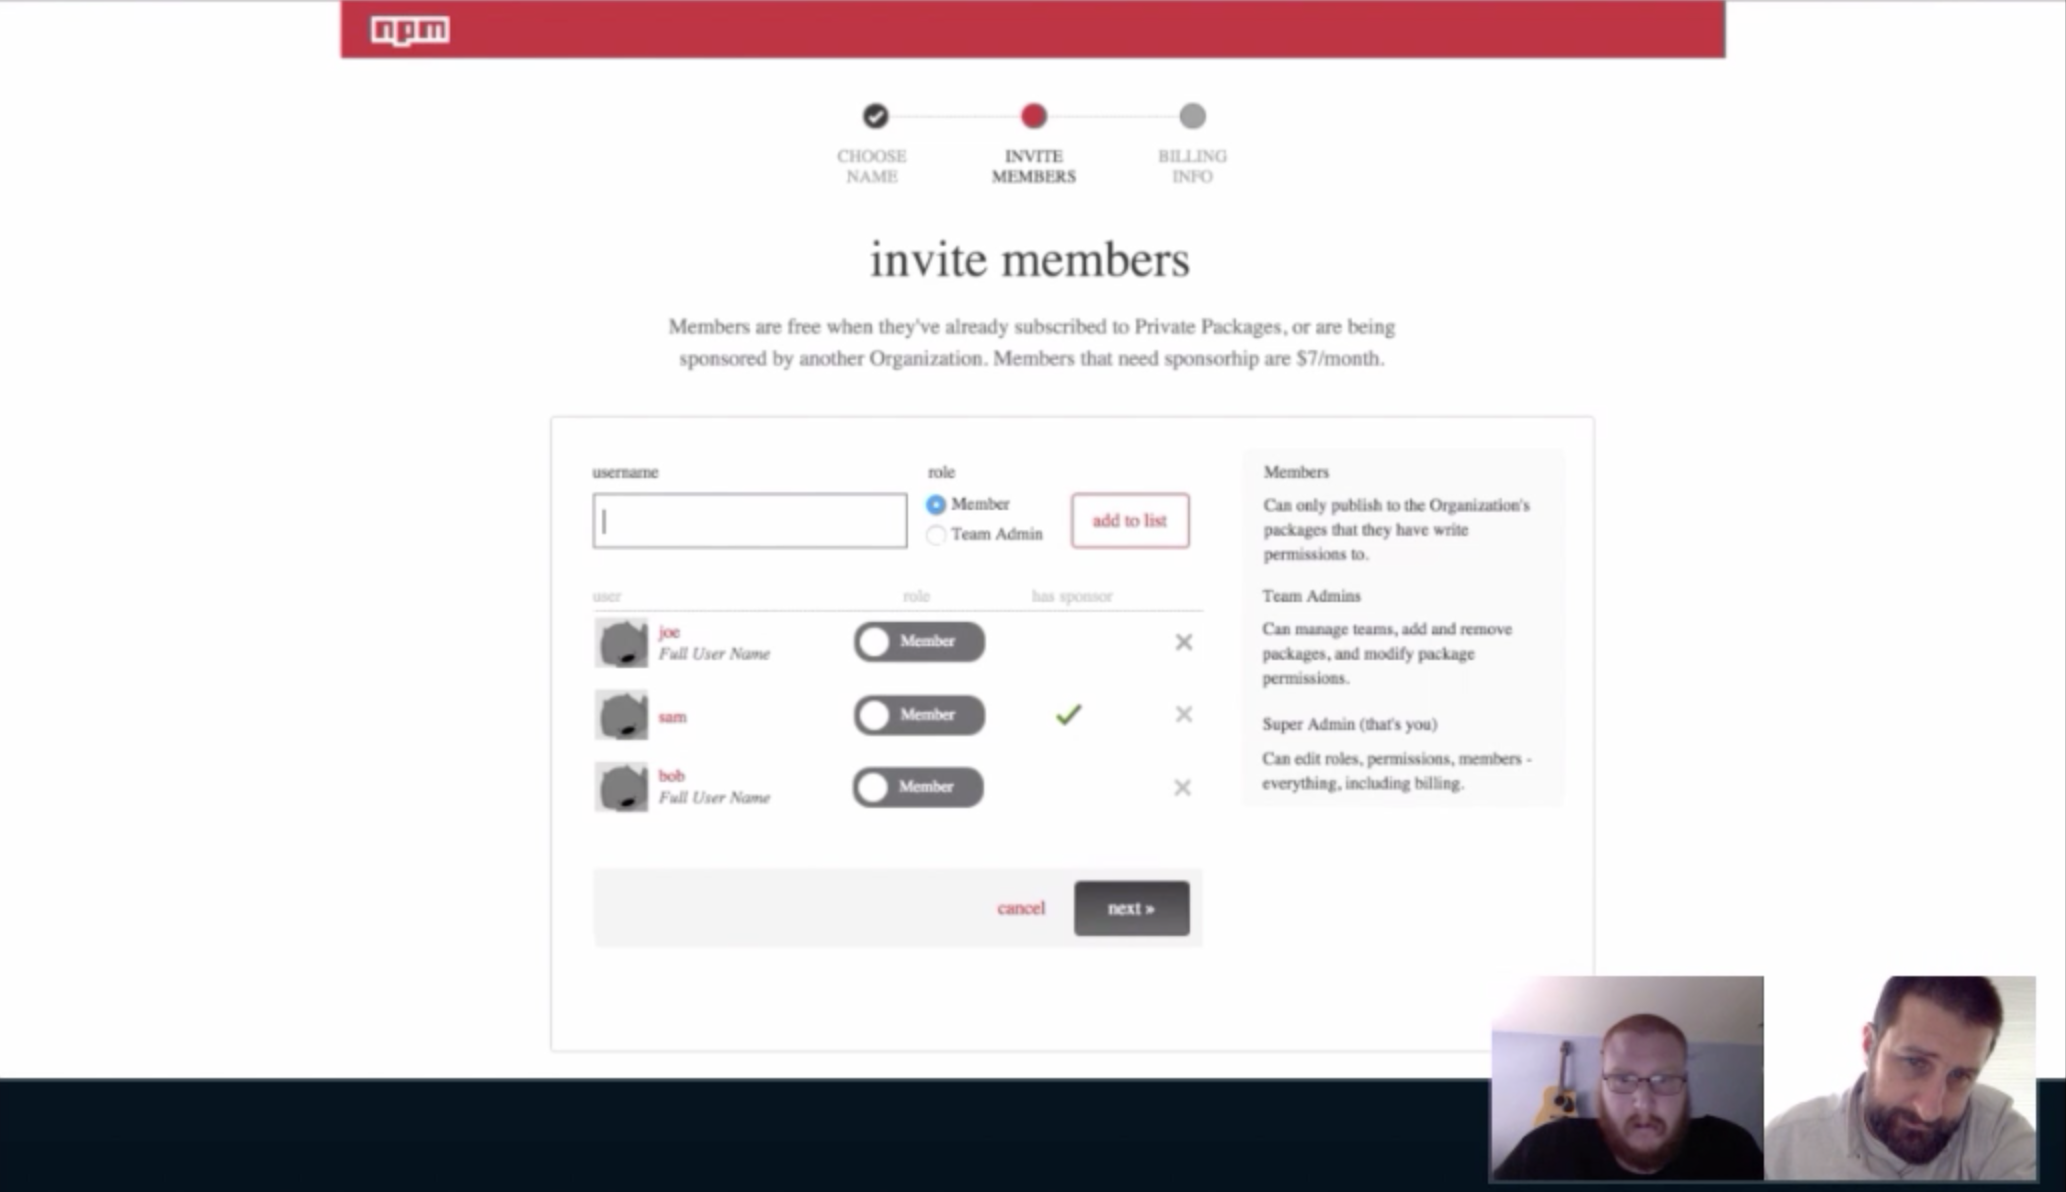 npm
CHOOSE
NAME
INVITE
MEMBERS
BILLING
INFO
invite members
Members are free when they've already subscribed to Private Packages, or are being
sponsored by another Organization. Members that need sponsorhip are $7/month.
username
role
Member
Team Admin
add to list
user role has sponsor
joe
Full User Name
Member
sam
Member
bob
Full User Name
Member
cancel
next »
Members
Can only publish to the Organization's
packages that they have write
permissions to.
Team Admins
Can manage teams, add and remove
packages, and modify package
permissions.
Super Admin (that's you)
Can edit roles, permissions, members -
everything, including billing.